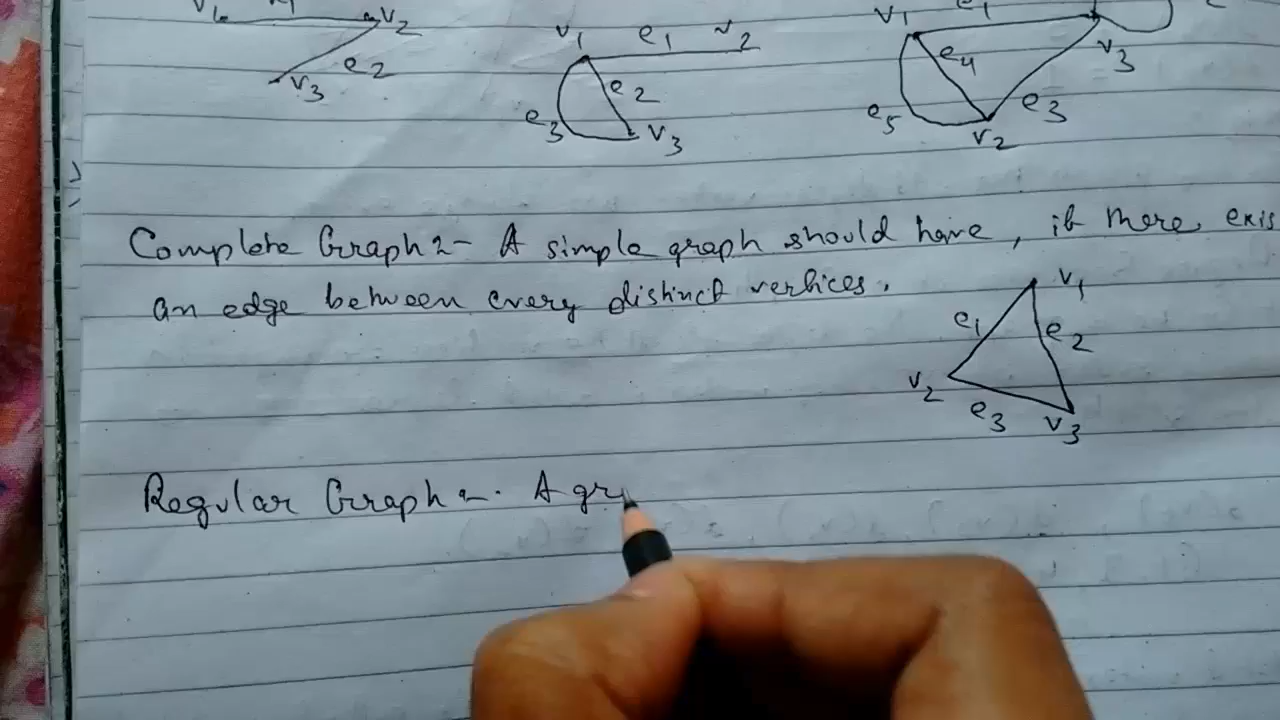 v1 v2
e2
v3
v1 e1 v2
e2
e3 v3
v1 e1
e4 v3
e5 e3
v2
Complete Graph :- A simple graph should have, if there exis
an edge between every distinct vertices.
v1
e1 e2
v2
e3 v3
Regular Graph :- A gr